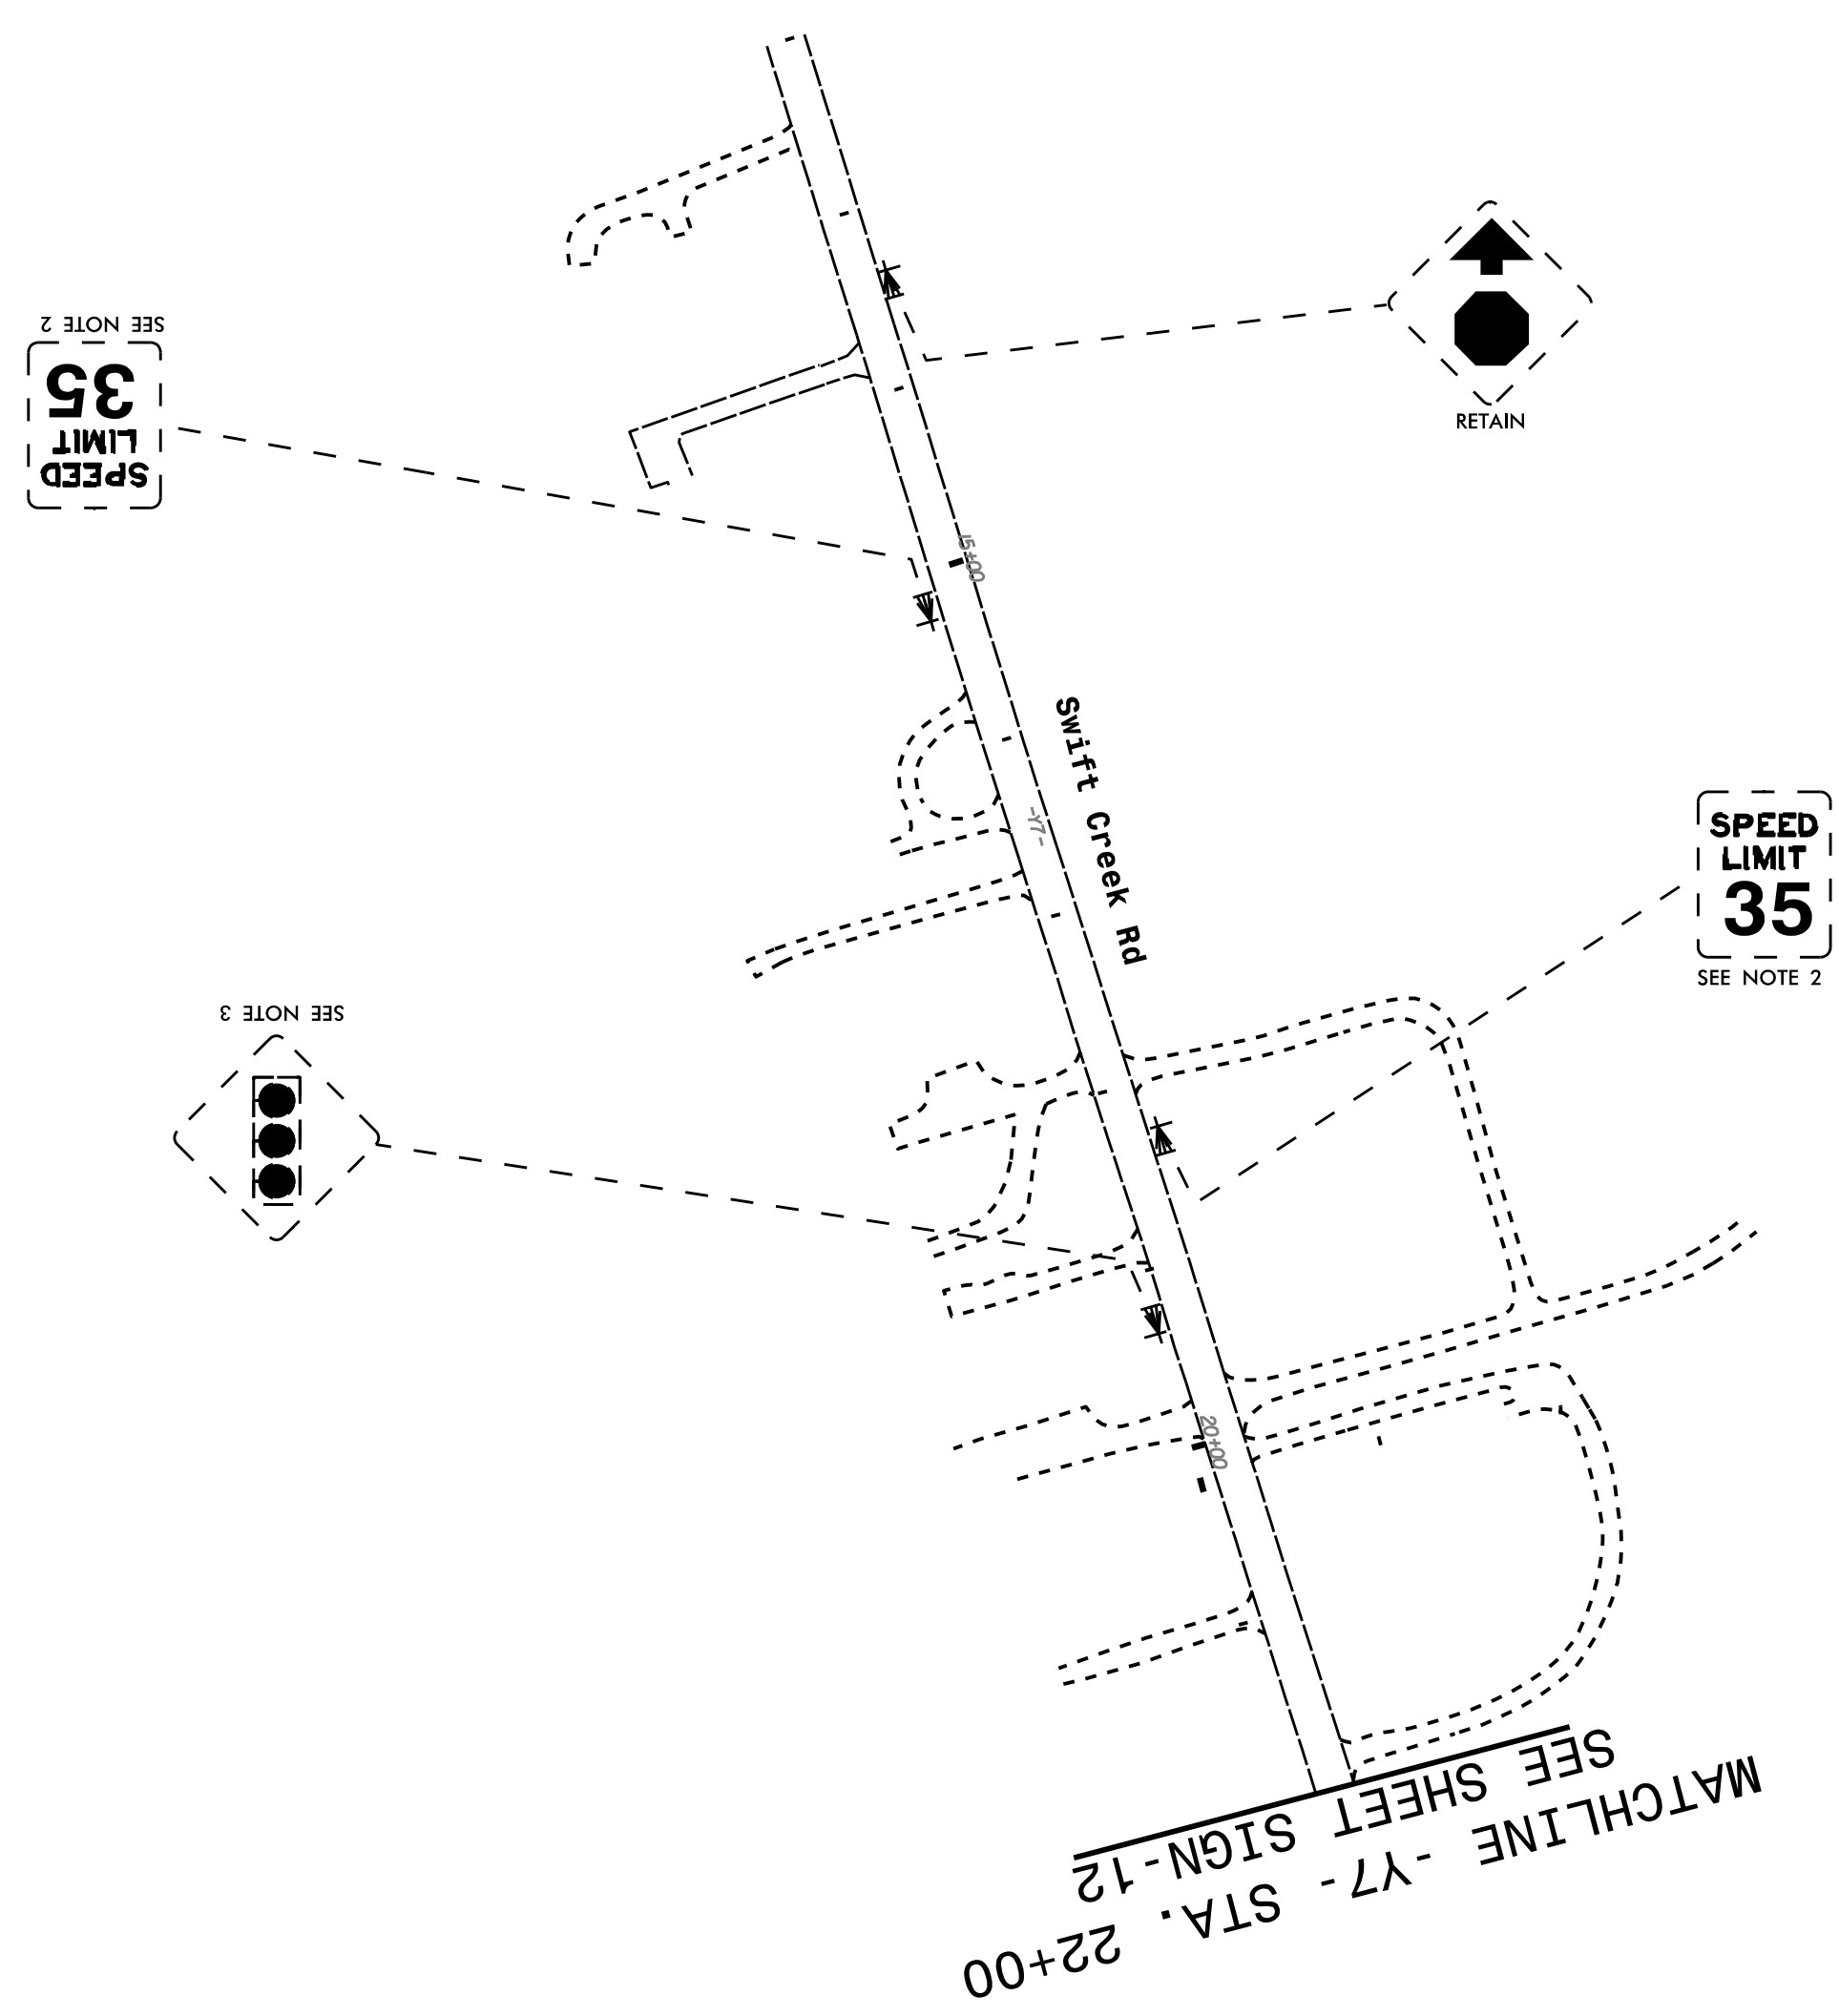 RETAIN
SEE NOTE 2
SPEED
LIMIT
35
15+00
Swift Creek Rd
-Y7-
SPEED
LIMIT
35
SEE NOTE 2
SEE NOTE 3
20+00
MATCHLINE -Y7- STA. 22+00
SEE SHEET SIGN-12